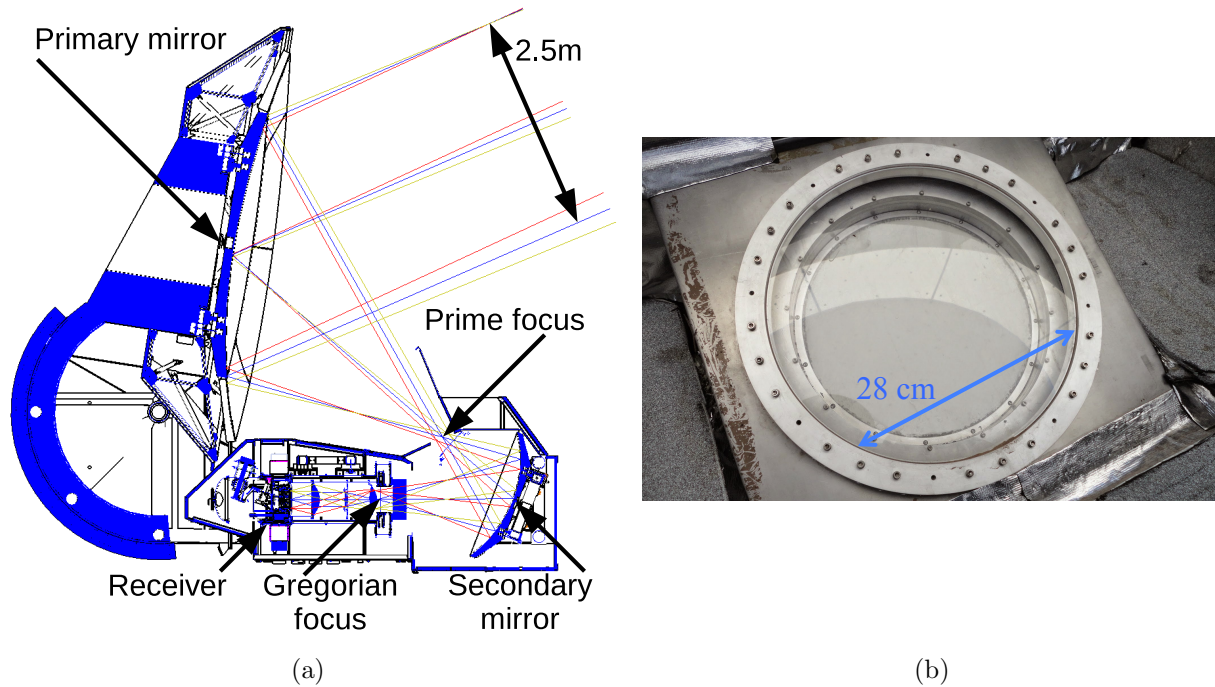 Primary mirror
2.5m
Prime focus
28 cm
Receiver
Gregorian
focus
Secondary
mirror
(a)
(b)